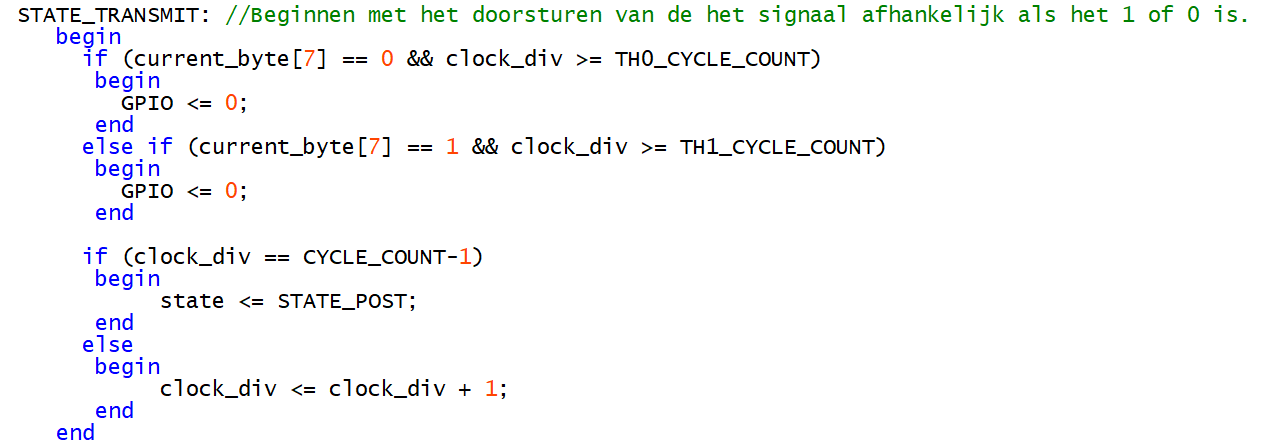 STATE_TRANSMIT: //Beginnen met het doorsturen van de het signaal afhankelijk als het 1 of 0 is.
begin
if (current_byte[7] == 0 && clock_div >= TH0_CYCLE_COUNT)
begin
GPIO <= 0;
end
else if (current_byte[7] == 1 && clock_div >= TH1_CYCLE_COUNT)
begin
GPIO <= 0;
end
if (clock_div == CYCLE_COUNT-1)
begin
state <= STATE_POST;
end
else
begin
clock_div <= clock_div + 1;
end
end